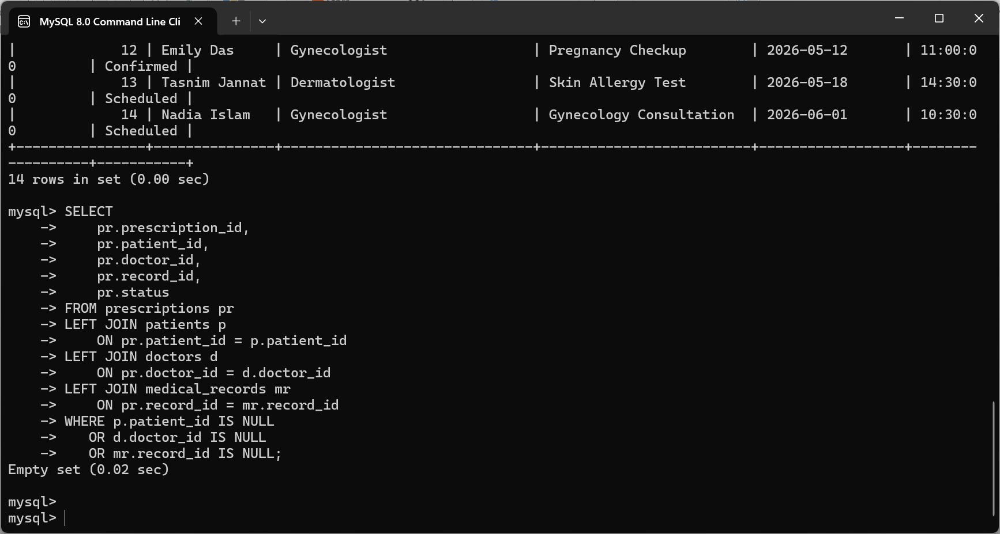 MySQL 8.0 Command Line Cli
|             12 | Emily Das     | Gynecologist                  | Pregnancy Checkup        | 2026-05-12       | 11:00:0
0         | Confirmed |
|             13 | Tasnim Jannat | Dermatologist                 | Skin Allergy Test        | 2026-05-18       | 14:30:0
0         | Scheduled |
|             14 | Nadia Islam   | Gynecologist                  | Gynecology Consultation  | 2026-06-01       | 10:30:0
0         | Scheduled |
+----------------+---------------+-------------------------------+--------------------------+------------------+--------
----------+-----------+
14 rows in set (0.00 sec)
mysql> SELECT
    ->     pr.prescription_id,
    ->     pr.patient_id,
    ->     pr.doctor_id,
    ->     pr.record_id,
    ->     pr.status
    -> FROM prescriptions pr
    -> LEFT JOIN patients p
    ->     ON pr.patient_id = p.patient_id
    -> LEFT JOIN doctors d
    ->     ON pr.doctor_id = d.doctor_id
    -> LEFT JOIN medical_records mr
    ->     ON pr.record_id = mr.record_id
    -> WHERE p.patient_id IS NULL
    ->    OR d.doctor_id IS NULL
    ->    OR mr.record_id IS NULL;
Empty set (0.02 sec)
mysql>
mysql>